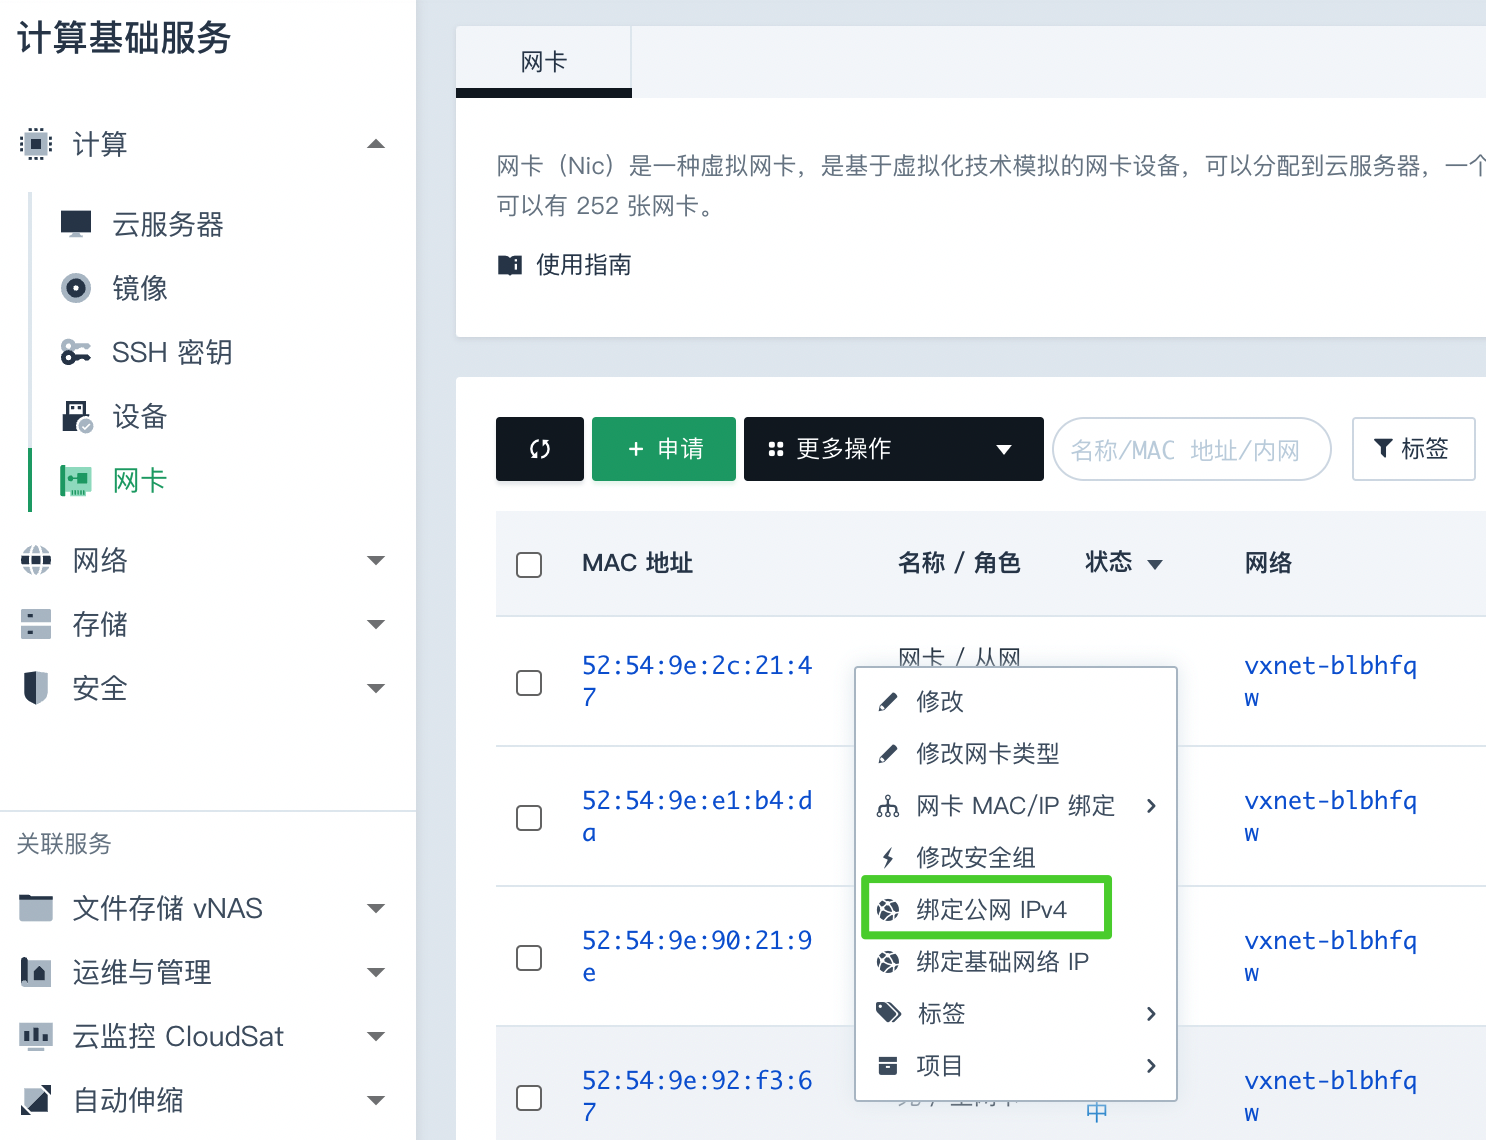 计算基础服务
计算
云服务器
镜像
SSH 密钥
设备
网卡
网络
存储
安全
关联服务
文件存储 vNAS
运维与管理
云监控 CloudSat
自动伸缩
网卡
网卡（Nic）是一种虚拟网卡，是基于虚拟化技术模拟的网卡设备，可以分配到云服务器，一个
可以有 252 张网卡。
使用指南
+ 申请
更多操作
名称/MAC 地址/内网
标签
MAC 地址
名称 / 角色
状态
网络
52:54:9e:2c:21:4
7
网卡 / 从网
vxnet-blbhfq
w
52:54:9e:e1:b4:d
a
vxnet-blbhfq
w
52:54:9e:90:21:9
e
vxnet-blbhfq
w
52:54:9e:92:f3:6
7
中
vxnet-blbhfq
w
修改
修改网卡类型
网卡 MAC/IP 绑定
修改安全组
绑定公网 IPv4
绑定基础网络 IP
标签
项目